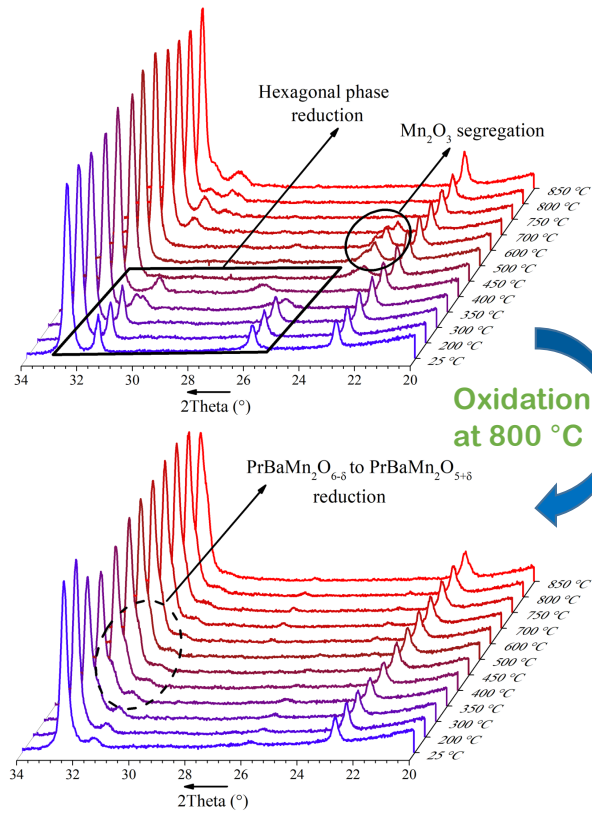 Hexagonal phase
reduction
Mn₂O₃ segregation
850 °C
800 °C
750 °C
700 °C
600 °C
500 °C
450 °C
400 °C
350 °C
300 °C
200 °C
25 °C
34 32 30 28 26 24 22 20
2Theta (°)
Oxidation
at 800 °C
PrBaMn₂O₆₋δ to PrBaMn₂O₅₊δ
reduction
850 °C
800 °C
750 °C
700 °C
600 °C
500 °C
450 °C
400 °C
350 °C
300 °C
200 °C
25 °C
34 32 30 28 26 24 22 20
2Theta (°)